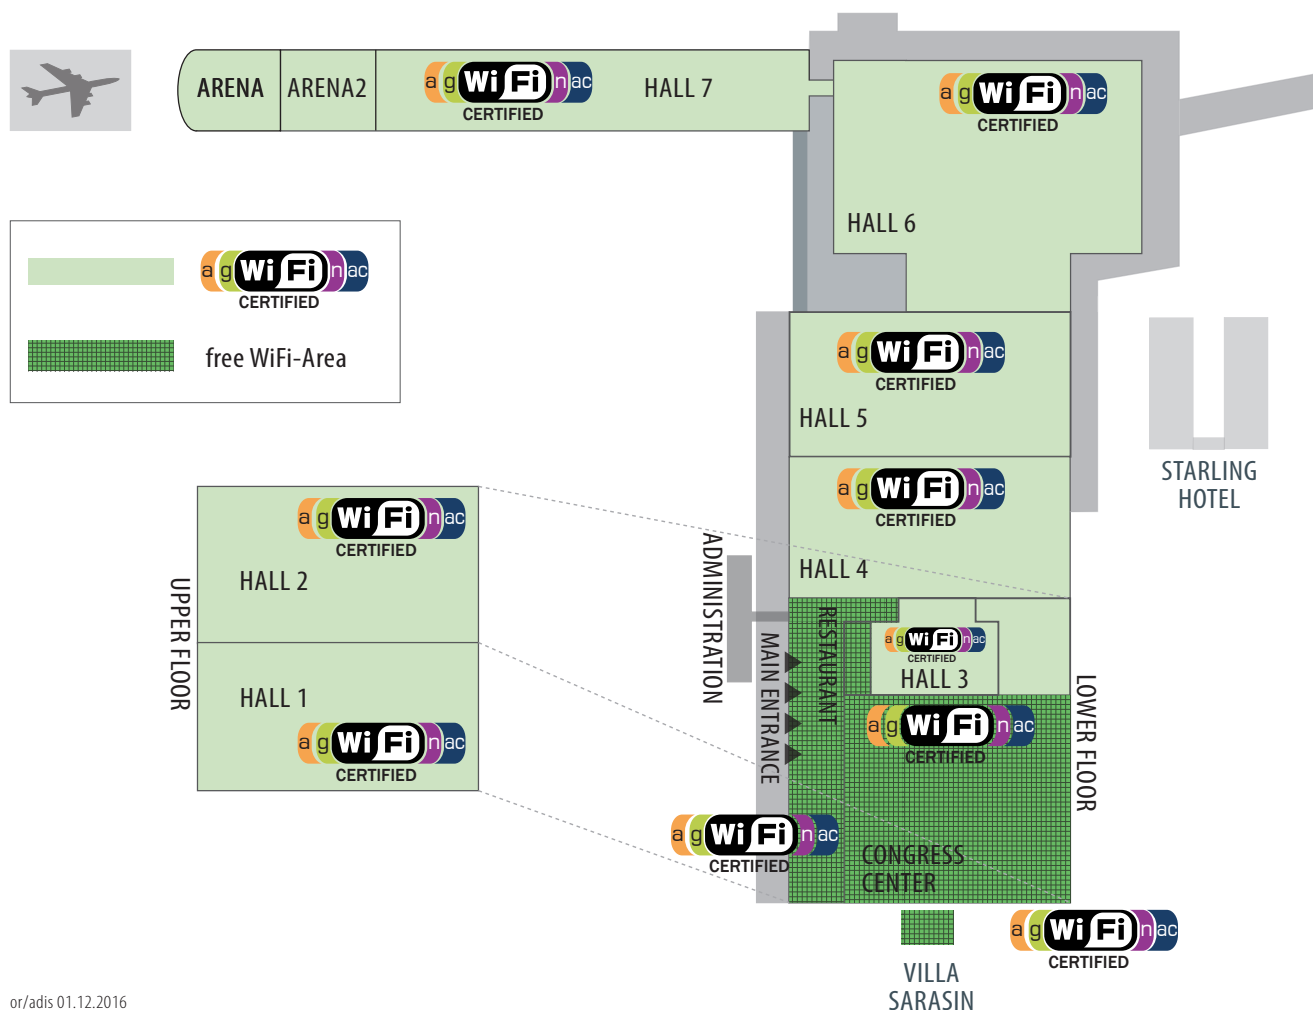 ARENA
ARENA2
a g Wi Fi n ac
CERTIFIED
HALL 7
a g Wi Fi n ac
CERTIFIED
HALL 6
a g Wi Fi n ac
CERTIFIED
free WiFi-Area
a g Wi Fi n ac
CERTIFIED
HALL 5
a g Wi Fi n ac
CERTIFIED
HALL 4
STARLING
HOTEL
UPPER FLOOR
a g Wi Fi n ac
CERTIFIED
HALL 2
HALL 1
a g Wi Fi n ac
CERTIFIED
ADMINISTRATION
MAIN ENTRANCE
RESTAURANT
a g Wi Fi n ac
CERTIFIED
HALL 3
LOWER FLOOR
a g Wi Fi n ac
CERTIFIED
a g Wi Fi n ac
CERTIFIED
CONGRESS
CENTER
a g Wi Fi n ac
CERTIFIED
VILLA
SARASIN
or/adis 01.12.2016